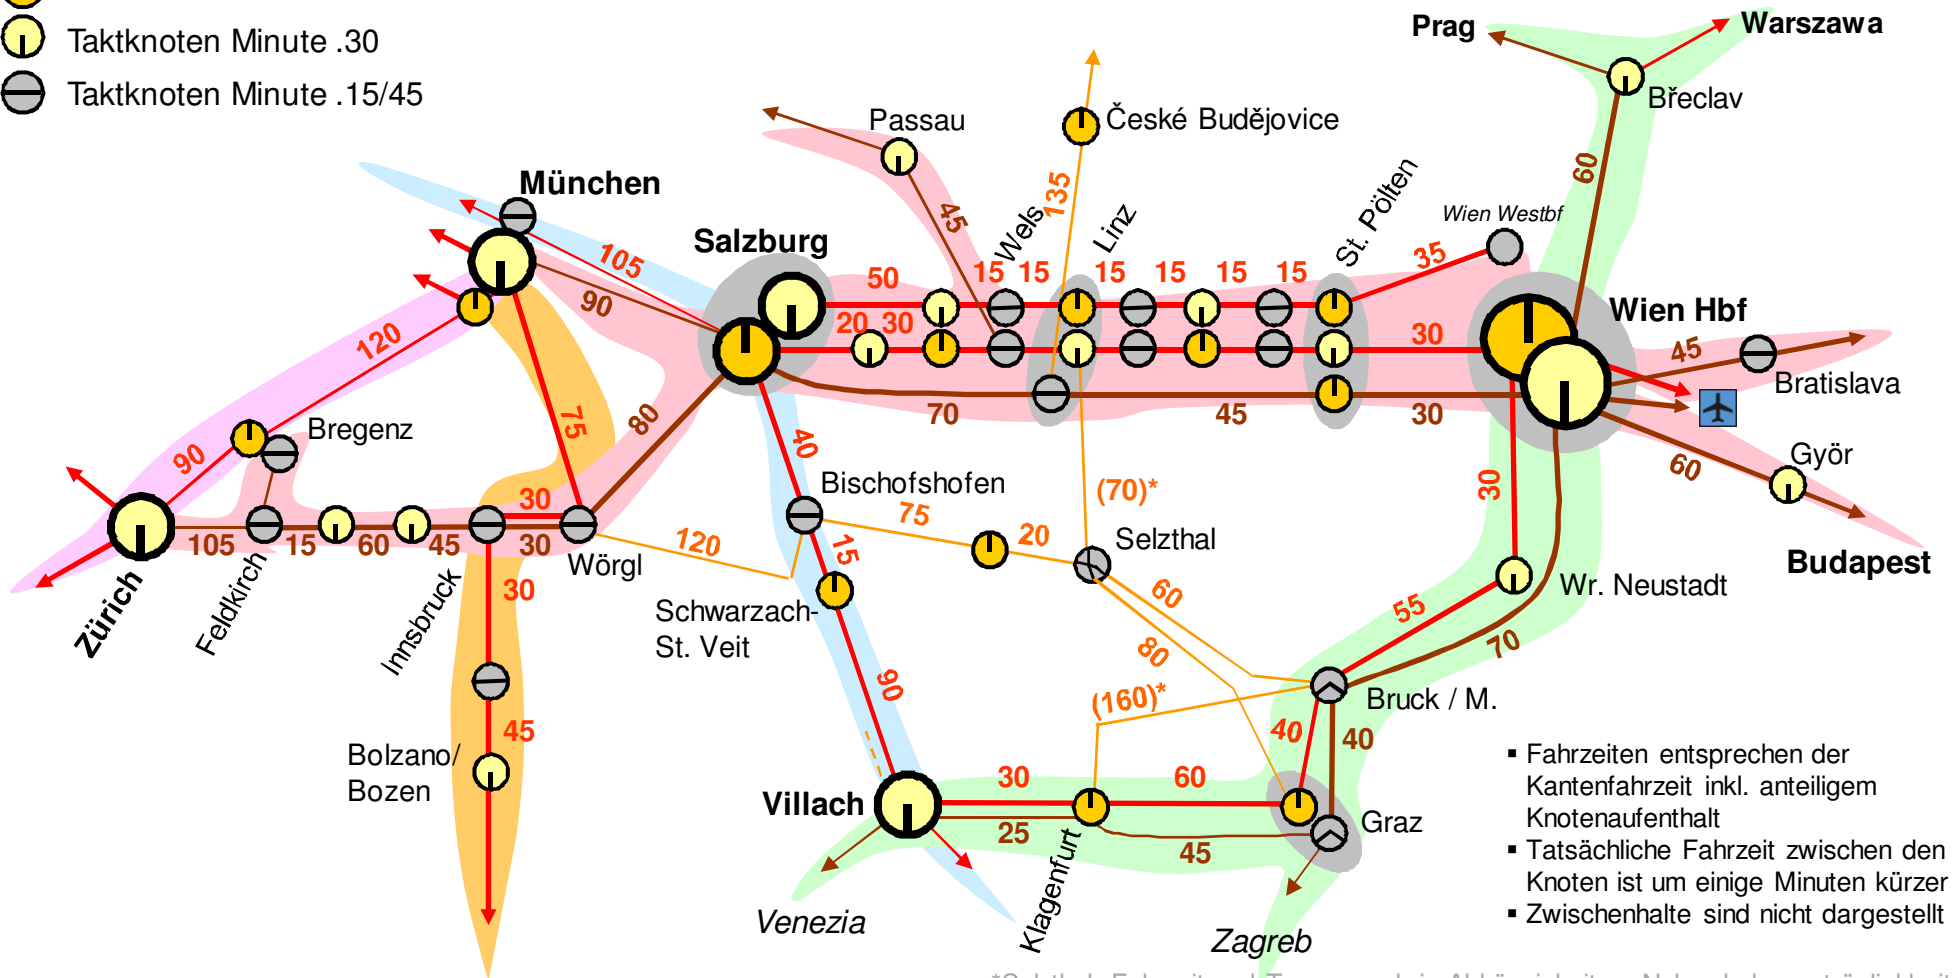 Taktknoten Minute .30
Taktknoten Minute .15/45
Prag
Warszawa
Břeclav
Passau
České Budějovice
60
135
45
München
Wels
Linz
St. Pölten
Wien Westbf
Salzburg
105
90
50
15 15 15 15 15 15
35
20 30
30
Wien Hbf
45
Bratislava
120
75
80
70
45
30
Györ
60
Budapest
90
Bregenz
40
Bischofshofen
75
20
(70)*
Selzthal
30
30
105 15 60 45 30
Wörgl
120
15
Zürich
Feldkirch
Innsbruck
30
Schwarzach-
St. Veit
60
80
55
Wr. Neustadt
70
90
(160)*
Bruck / M.
45
Bolzano/
Bozen
40
40
Villach
30
60
25
45
Graz
Klagenfurt
Venezia
Zagreb
▪ Fahrzeiten entsprechen der
Kantenfahrzeit inkl. anteiligem
Knotenaufenthalt
▪ Tatsächliche Fahrzeit zwischen den
Knoten ist um einige Minuten kürzer
▪ Zwischenhalte sind nicht dargestellt